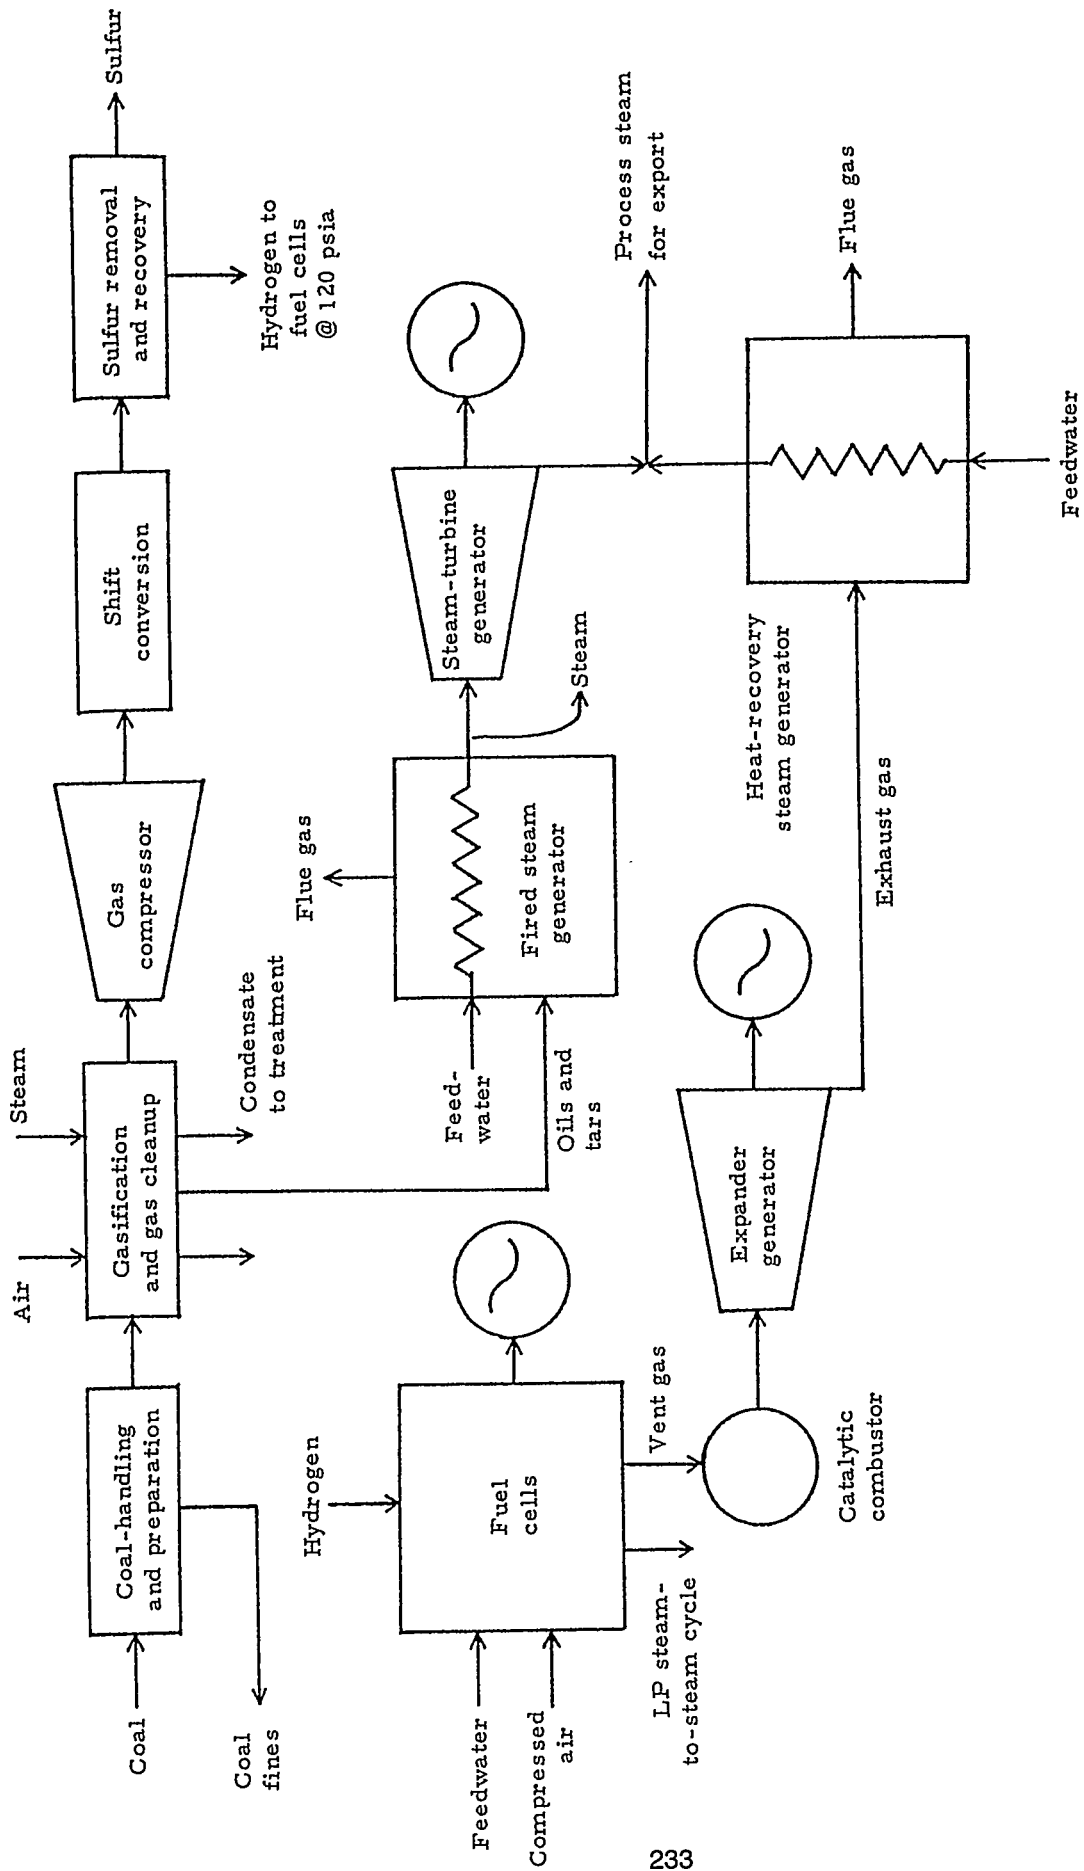 Coal
Coal
fines
Coal-handling
and preparation
Air
Steam
Gasification
and gas cleanup
Condensate
to treatment
Gas
compressor
Shift
conversion
Sulfur removal
and recovery
Sulfur
Hydrogen to
fuel cells
@ 120 psia
Feed-
water
Oils and
tars
Flue gas
Fired steam
generator
Steam
Steam-turbine
generator
Process steam
for export
Hydrogen
Feedwater
Compressed
air
Fuel
cells
LP steam-
to-steam cycle
Vent gas
Catalytic
combustor
Expander
generator
Exhaust gas
Heat-recovery
steam generator
Flue gas
Feedwater
233